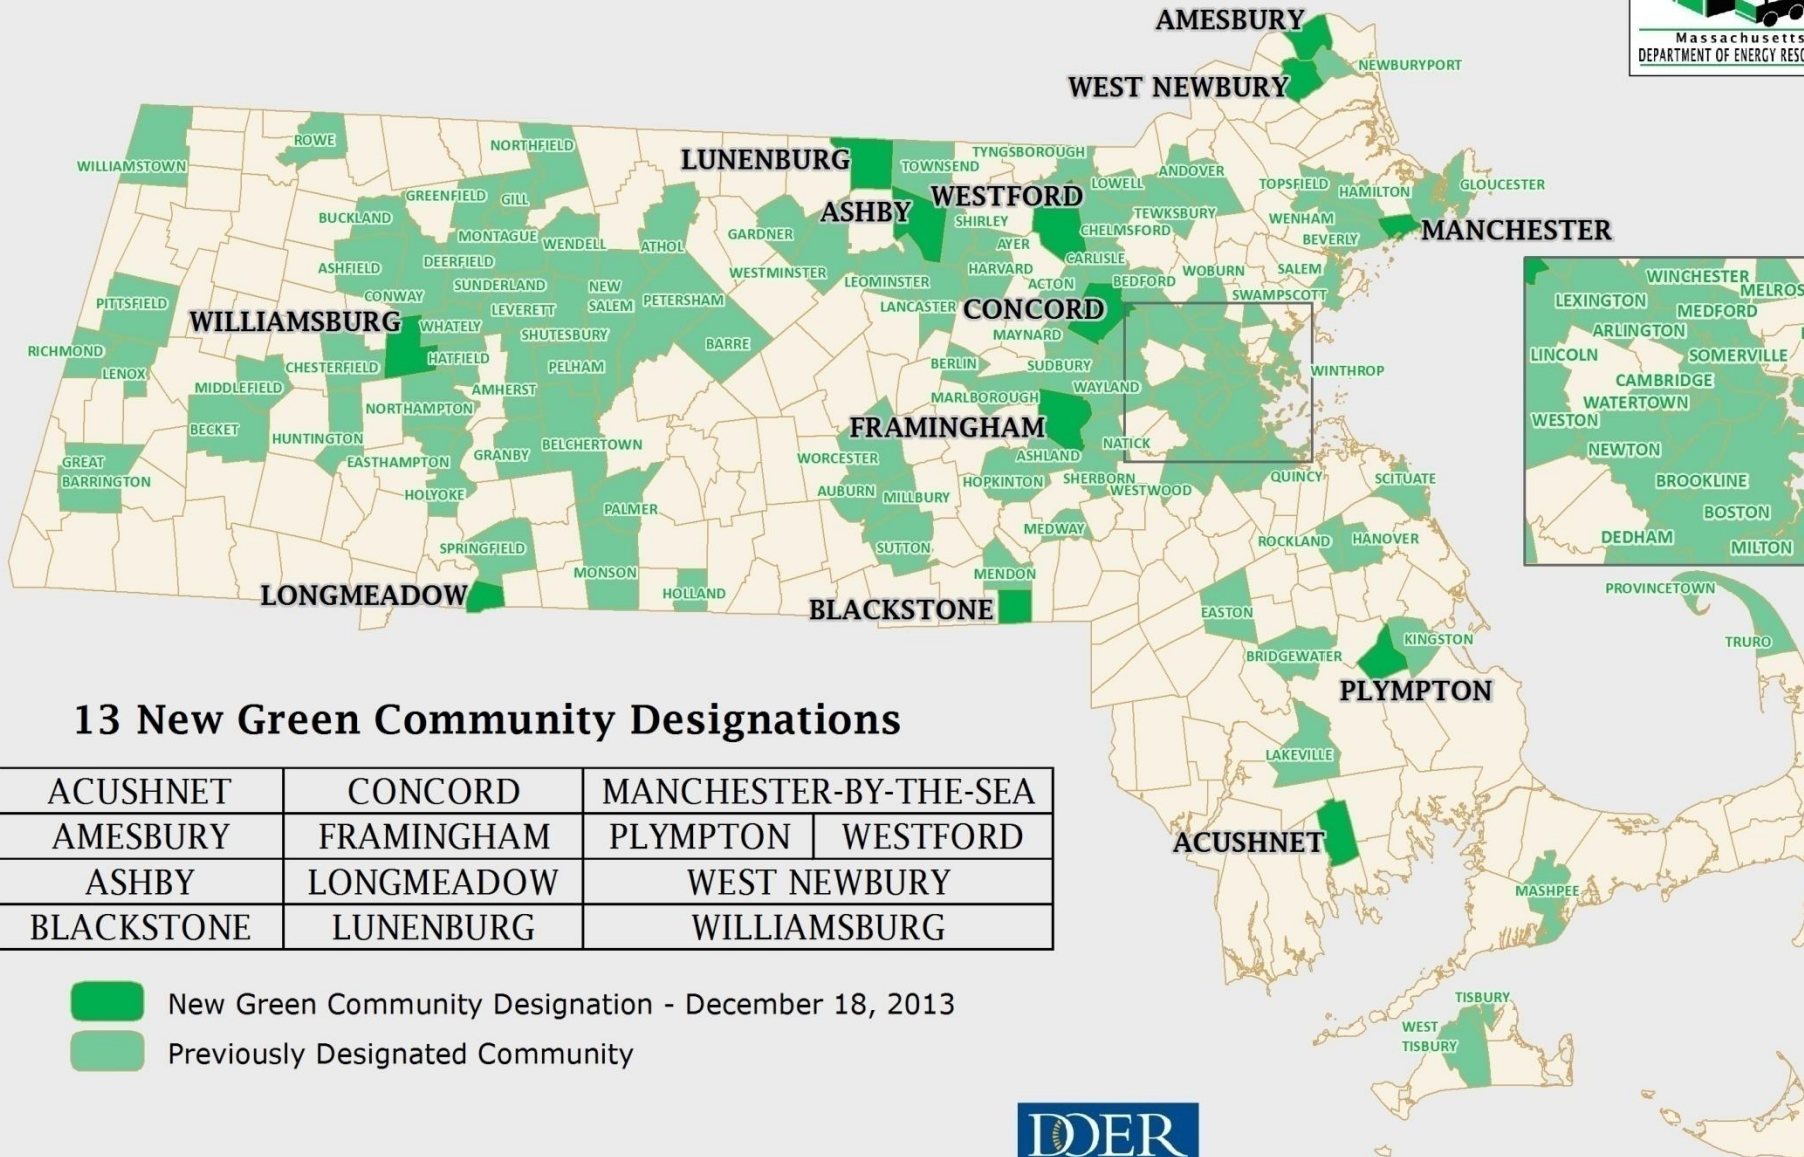 Massachusetts
DEPARTMENT OF ENERGY
AMESBURY
NEWBURYPORT
WEST NEWBURY
ROWE
NORTHFIELD
WILLIAMSTOWN
LUNENBURG
TOWNSEND
TYNGSBOROUGH
LOWELL
ANDOVER
TOPSFIELD
HAMILTON
GLOUCESTER
GREENFIELD
GILL
BUCKLAND
ASHBY
WESTFORD
SHIRLEY
CHELMSFORD
TEWKSBURY
WENHAM
BEVERLY
MANCHESTER
MONTAGUE
WENDELL
ATHOL
GARDNER
AYER
ASHFIELD
DEERFIELD
WESTMINSTER
HARVARD
CARLISLE
WOBURN
SALEM
SUNDERLAND
NEW
SALEM
LEOMINSTER
ACTON
BEDFORD
PITTSFIELD
CONWAY
LEVERETT
PETERSHAM
LANCASTER
CONCORD
SWAMPSCOTT
WILLIAMSBURG
WHATELY
SHUTESBURY
BARRE
MAYNARD
RICHMOND
LENOX
CHESTERFIELD
HATFIELD
PELHAM
BERLIN
SUDBURY
WINTHROP
MIDDLEFIELD
AMHERST
MARLBOROUGH
WAYLAND
NORTHAMPTON
BECKET
HUNTINGTON
FRAMINGHAM
NATICK
GREAT
BARRINGTON
EASTHAMPTON
GRANBY
BELCHERTOWN
WORCESTER
ASHLAND
HOLYOKE
AUBURN
MILLBURY
HOPKINTON
SHERBORN
WESTWOOD
QUINCY
SCITUATE
PALMER
MEDWAY
SPRINGFIELD
SUTTON
ROCKLAND
HANOVER
MONSON
MENDON
LONGMEADOW
HOLLAND
BLACKSTONE
EASTON
BRIDGEWATER
KINGSTON
PLYMPTON
LAKEVILLE
ACUSHNET
MASHPEE
TISBURY
WEST
TISBURY
PROVINCETOWN
TRURO
WINCHESTER
MELROS
LEXINGTON
MEDFORD
ARLINGTON
LINCOLN
SOMERVILLE
CAMBRIDGE
WATERTOWN
WESTON
NEWTON
BROOKLINE
BOSTON
DEDHAM
MILTON
13 New Green Community Designations
ACUSHNET CONCORD MANCHESTER-BY-THE-SEA
AMESBURY FRAMINGHAM PLYMPTON WESTFORD
ASHBY LONGMEADOW WEST NEWBURY
BLACKSTONE LUNENBURG WILLIAMSBURG
New Green Community Designation - December 18, 2013
Previously Designated Community
DOER